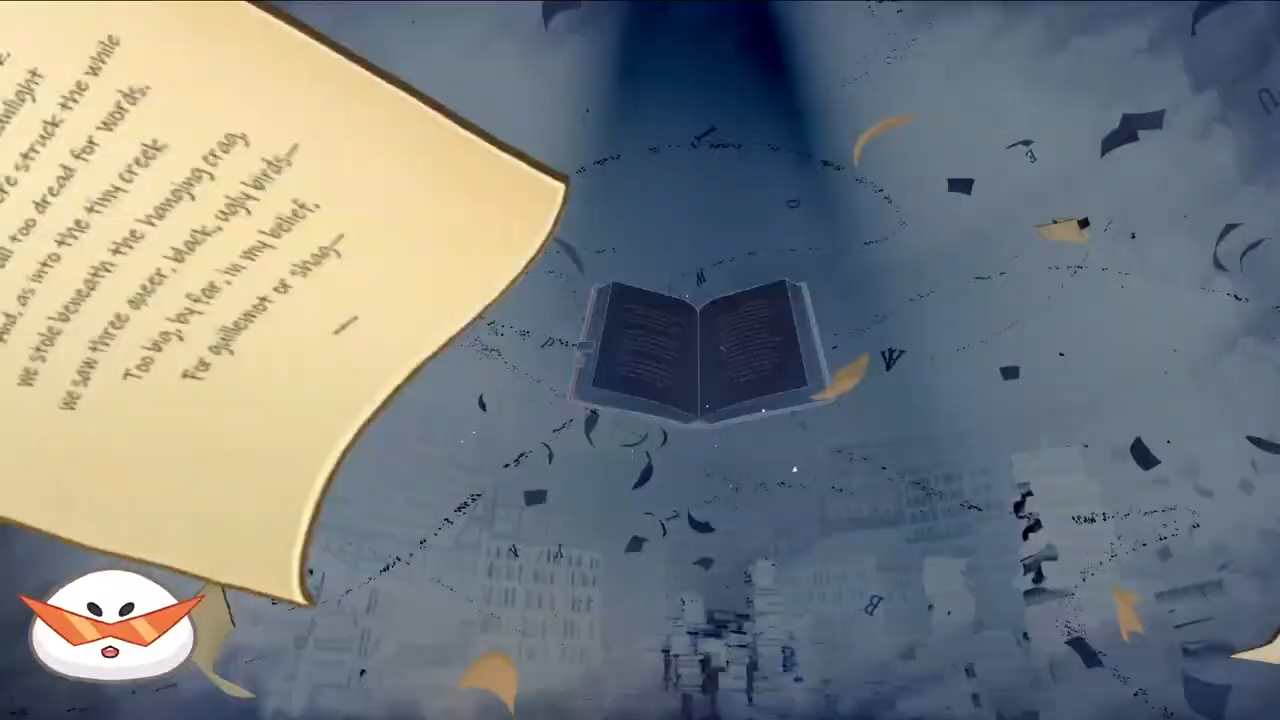 light
ere struck the while
all too dread for words.
And, as into the tiny creek
We stole beneath the hanging crag,
We saw three queer, black, ugly birds—
Too big, by far, in my belief,
For guillemot or shag—
—